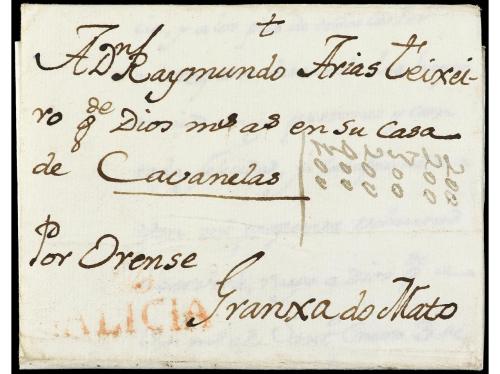 +
A Dn Raymundo Arias Teixei-
ro q de Dios ms as en su casa
de Cavanelas
Por Orense
Granxa do Mato
GALICIA